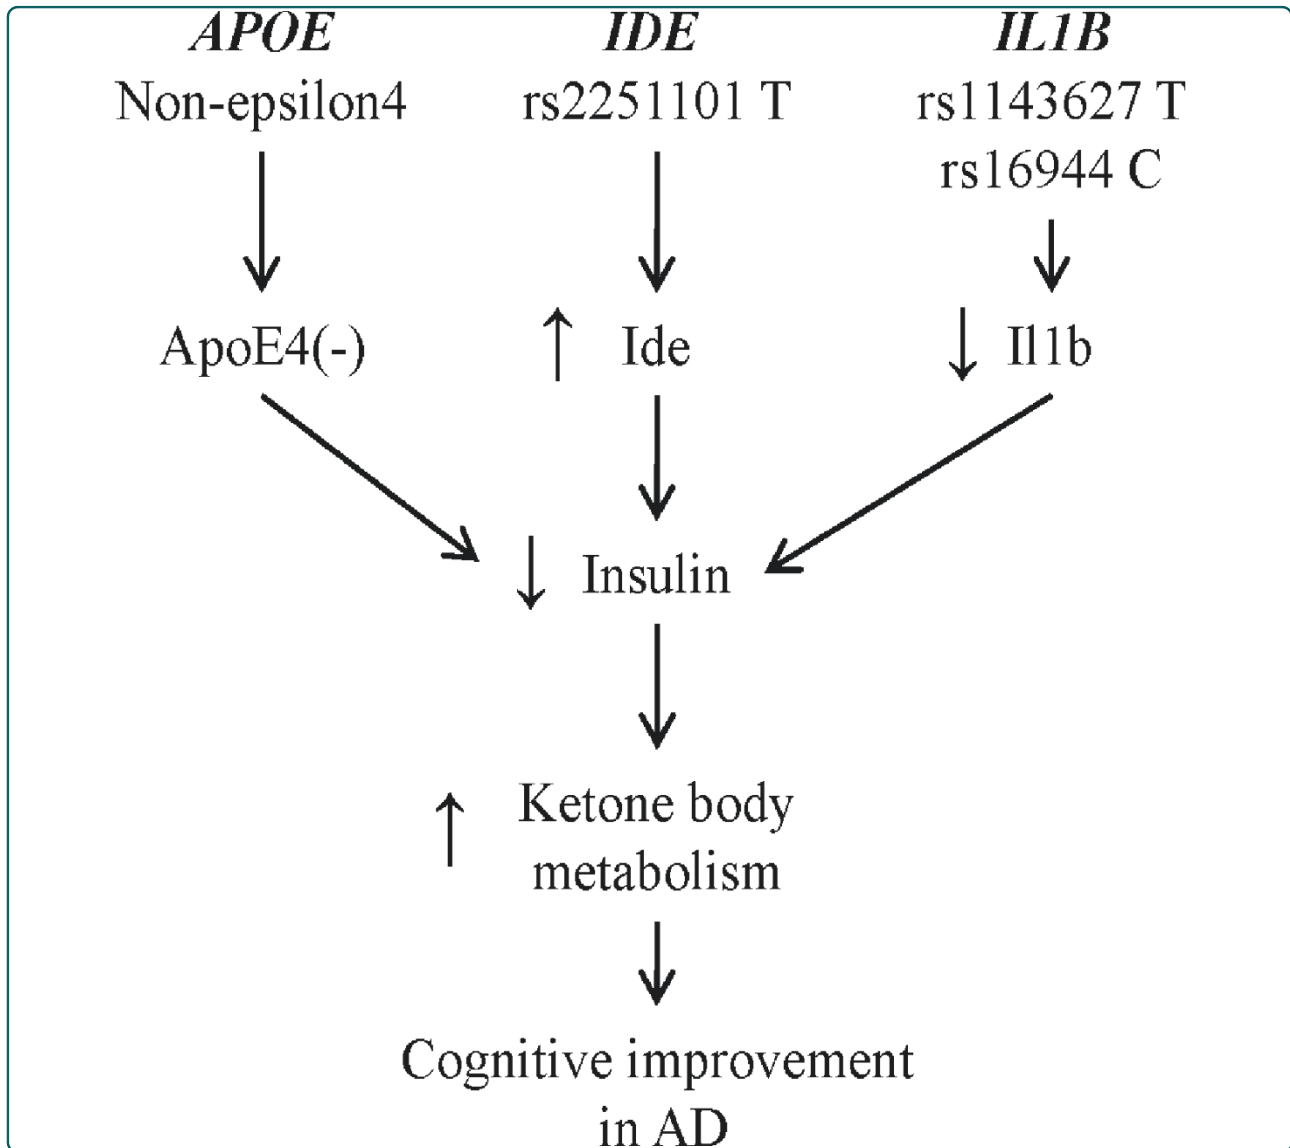 APOE IDE IL1B
Non-epsilon4 rs2251101 T rs1143627 T
rs16944 C
ApoE4(-) ↑ Ide ↓ Il1b
↓ Insulin
↑ Ketone body
metabolism
Cognitive improvement
in AD